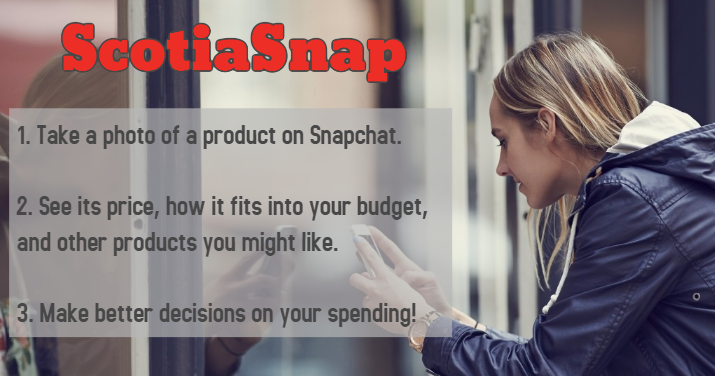 ScotiaSnap
1. Take a photo of a product on Snapchat.
2. See its price, how it fits into your budget,
and other products you might like.
3. Make better decisions on your spending!